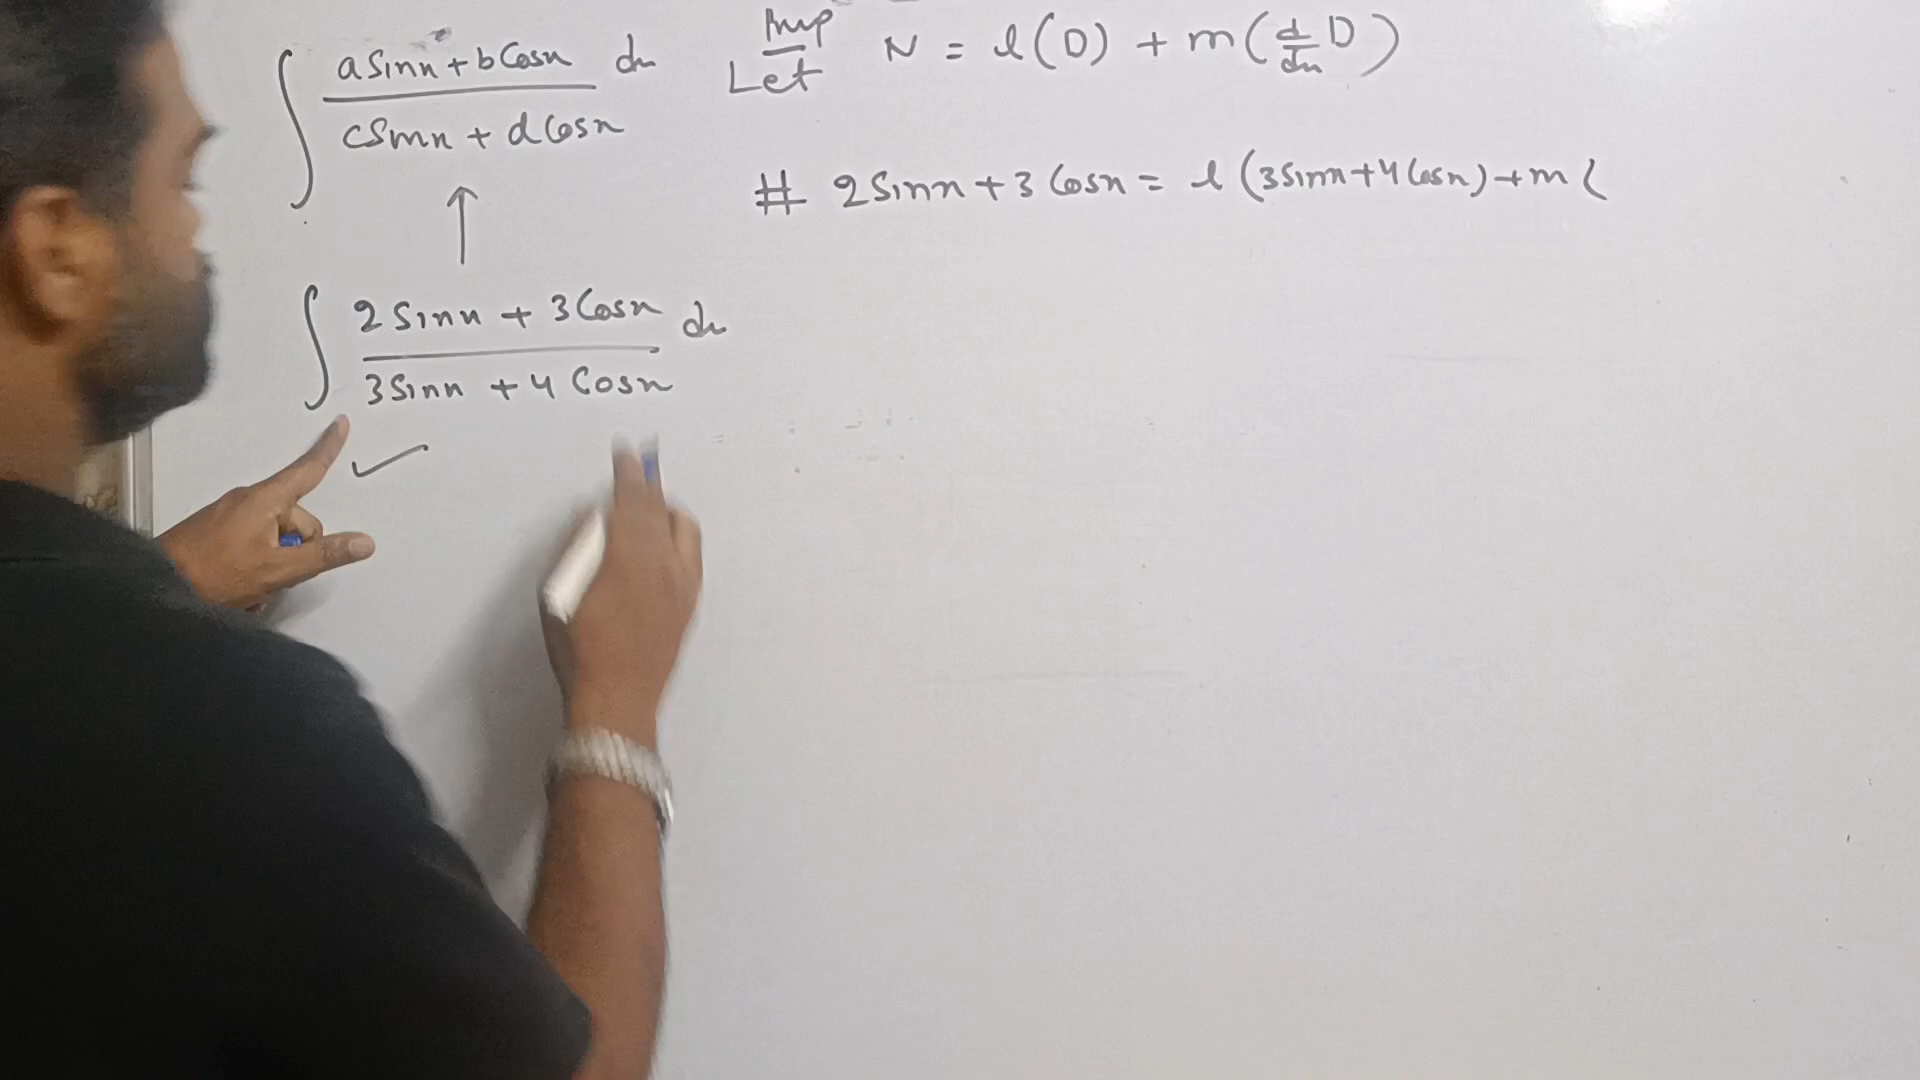 ∫ (a Sinx + b Cosx) / (c Sinx + d Cosx) dx
Imp
Let N = l(D) + m(d/dx D)
# 2 Sinx + 3 Cosx = l (3 Sinx + 4 Cosx) + m {
↑
∫ (2 Sinx + 3 Cosx) / (3 Sinx + 4 Cosx) dx
✓